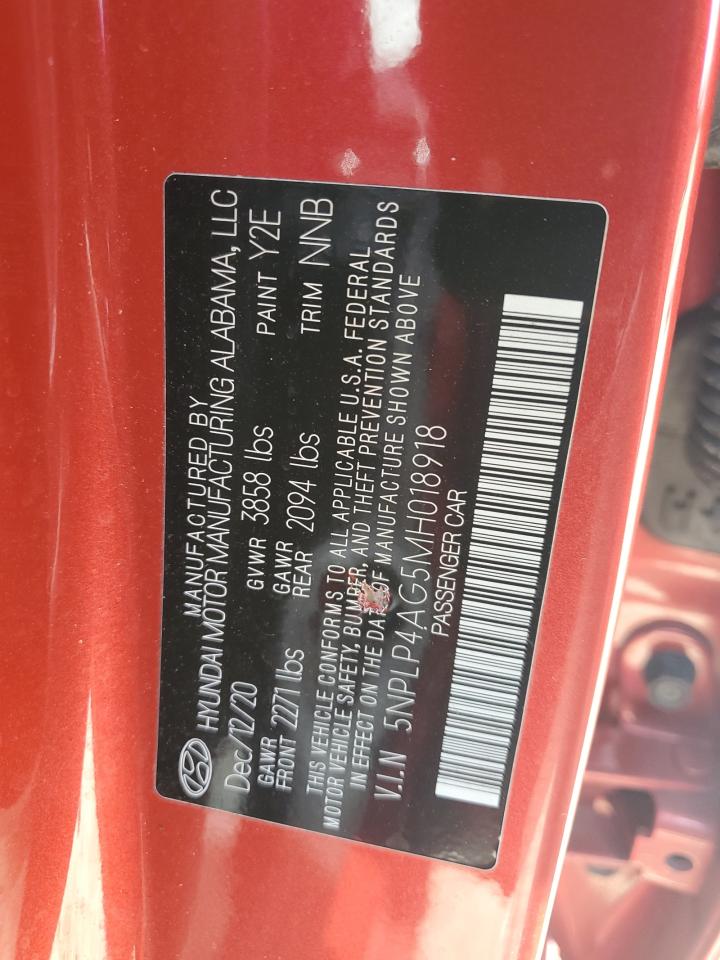 MANUFACTURED BY
HYUNDAI MOTOR MANUFACTURING ALABAMA, LLC
Dec/12/20 GVWR 3858 lbs PAINT Y2E
GAWR FRONT 2271 lbs GAWR REAR 2094 lbs TRIM NNB
THIS VEHICLE CONFORMS TO ALL APPLICABLE U.S.A. FEDERAL
MOTOR VEHICLE SAFETY, BUMPER, AND THEFT PREVENTION STANDARDS
IN EFFECT ON THE DATE OF MANUFACTURE SHOWN ABOVE
V.I.N 5NPLP4AG5MH018918
PASSENGER CAR